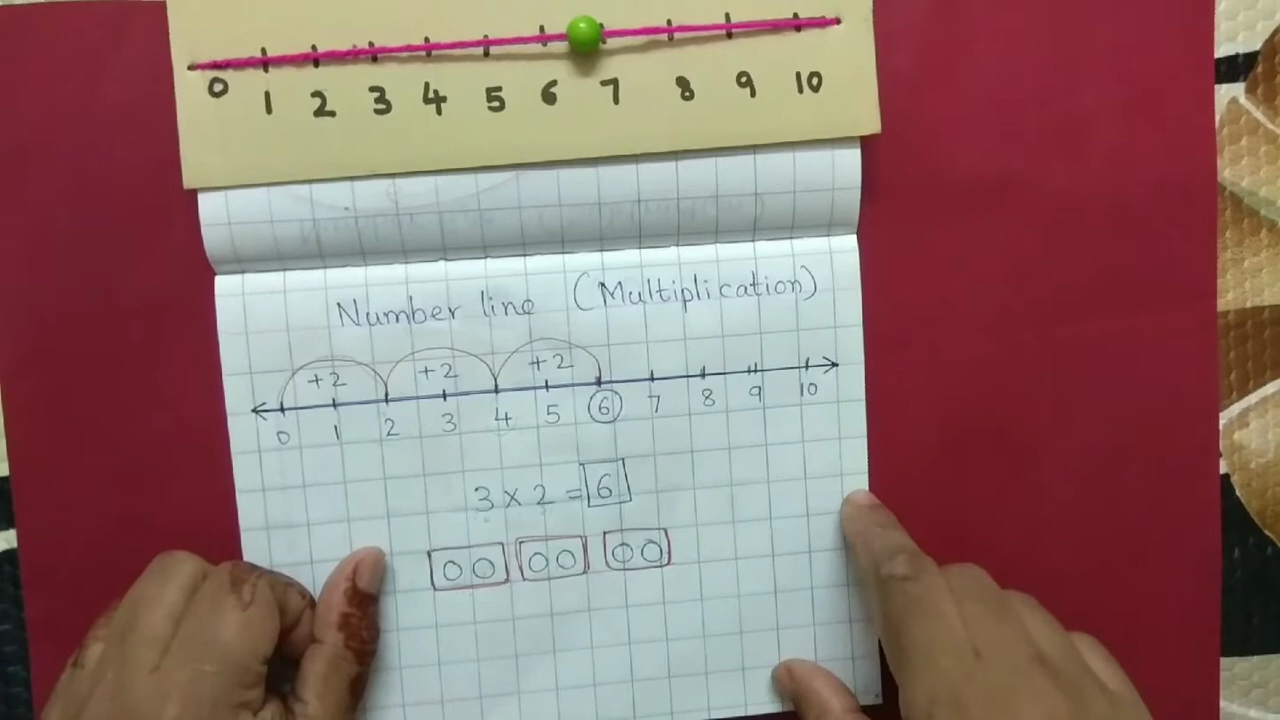 0 1 2 3 4 5 6 7 8 9 10
Number line (Multiplication)
+2 +2 +2
0 1 2 3 4 5 6 7 8 9 10
3 × 2 = 6